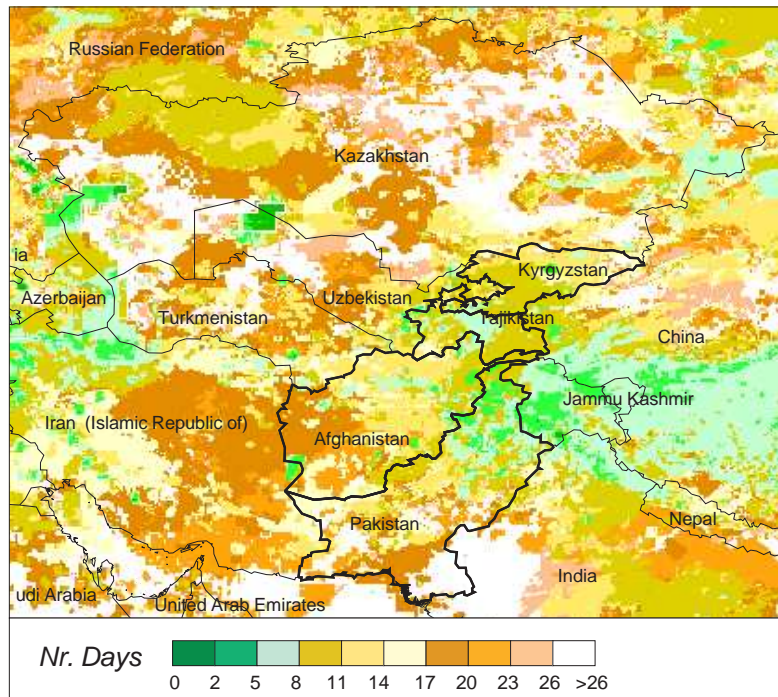 Russian Federation
Kazakhstan
ia
Kyrgyzstan
Azerbaijan
Uzbekistan
Turkmenistan
Tajikistan
China
Jammu Kashmir
Iran (Islamic Republic of)
Afghanistan
Pakistan
Nepal
India
udi Arabia
United Arab Emirates
Nr. Days
0 2 5 8 11 14 17 20 23 26 >26